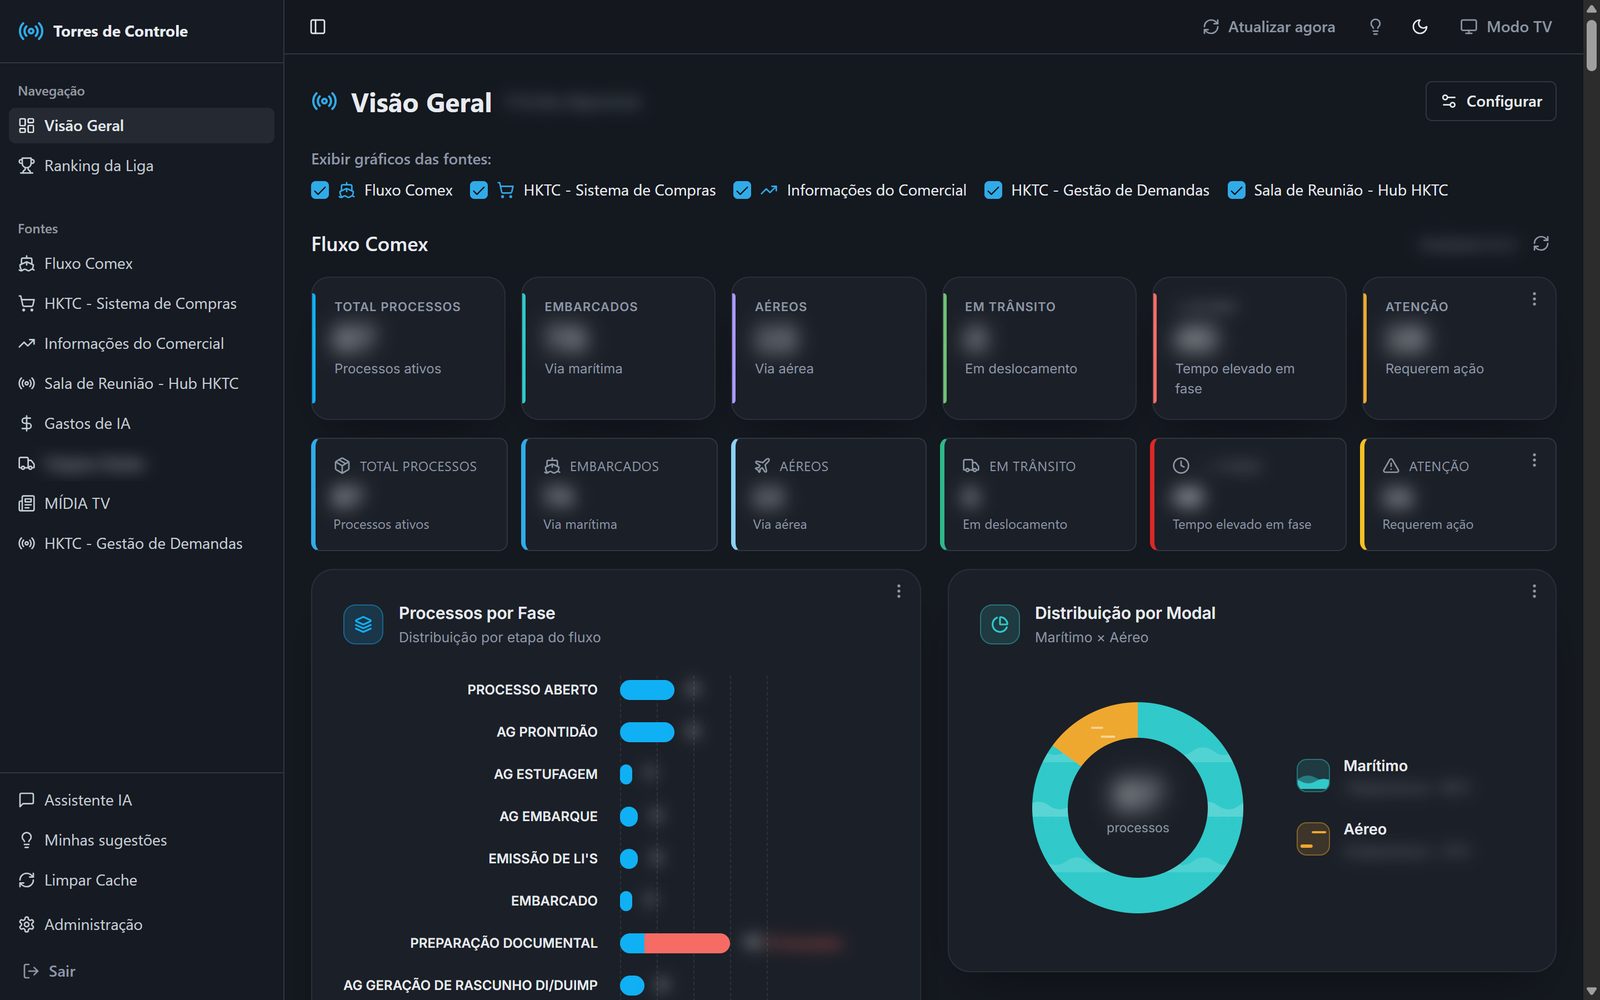 Torres de Controle
Atualizar agora
Modo TV
Navegação
Visão Geral
Ranking da Liga
Fontes
Fluxo Comex
HKTC - Sistema de Compras
Informações do Comercial
Sala de Reunião - Hub HKTC
Gastos de IA
MÍDIA TV
HKTC - Gestão de Demandas
Assistente IA
Minhas sugestões
Limpar Cache
Administração
Sair
Visão Geral
Configurar
Exibir gráficos das fontes:
Fluxo Comex HKTC - Sistema de Compras Informações do Comercial HKTC - Gestão de Demandas Sala de Reunião - Hub HKTC
Fluxo Comex
TOTAL PROCESSOS
Processos ativos
EMBARCADOS
Via marítima
AÉREOS
Via aérea
EM TRÂNSITO
Em deslocamento
Tempo elevado em
fase
ATENÇÃO
Requerem ação
TOTAL PROCESSOS
Processos ativos
EMBARCADOS
Via marítima
AÉREOS
Via aérea
EM TRÂNSITO
Em deslocamento
Tempo elevado em fase
ATENÇÃO
Requerem ação
Processos por Fase
Distribuição por etapa do fluxo
PROCESSO ABERTO
AG PRONTIDÃO
AG ESTUFAGEM
AG EMBARQUE
EMISSÃO DE LI'S
EMBARCADO
PREPARAÇÃO DOCUMENTAL
AG GERAÇÃO DE RASCUNHO DI/DUIMP
Distribuição por Modal
Marítimo × Aéreo
processos
Marítimo
Aéreo